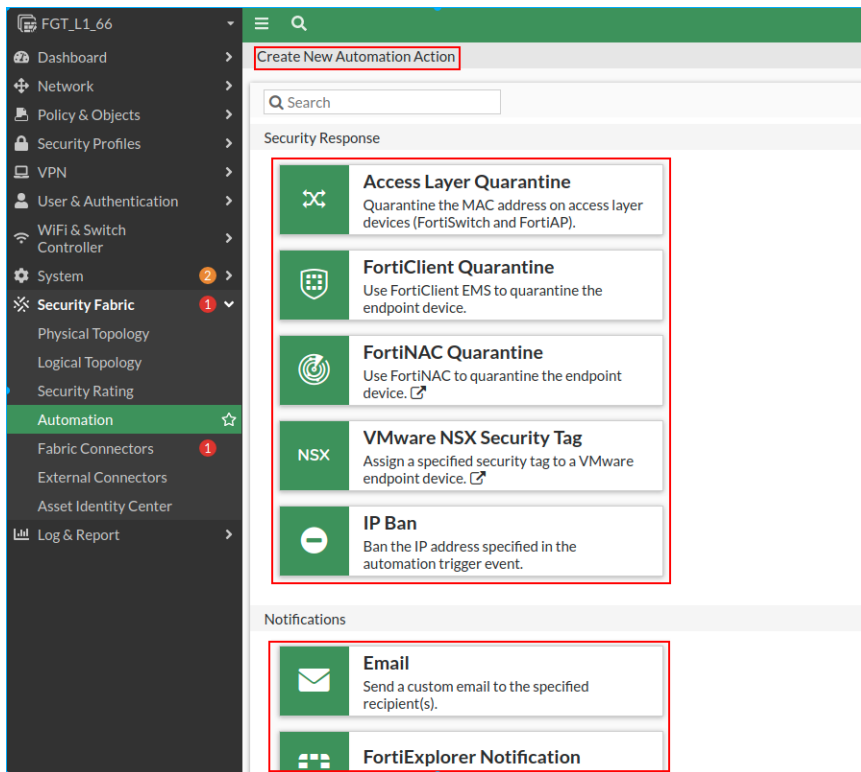 FGT_L1_66
Dashboard
Network
Policy & Objects
Security Profiles
VPN
User & Authentication
WiFi & Switch
Controller
System 2
Security Fabric 1
Physical Topology
Logical Topology
Security Rating
Automation
Fabric Connectors 1
External Connectors
Asset Identity Center
Log & Report
Create New Automation Action
Search
Security Response
Access Layer Quarantine
Quarantine the MAC address on access layer
devices (FortiSwitch and FortiAP).
FortiClient Quarantine
Use FortiClient EMS to quarantine the
endpoint device.
FortiNAC Quarantine
Use FortiNAC to quarantine the endpoint
device.
NSX
VMware NSX Security Tag
Assign a specified security tag to a VMware
endpoint device.
IP Ban
Ban the IP address specified in the
automation trigger event.
Notifications
Email
Send a custom email to the specified
recipient(s).
FortiExplorer Notification